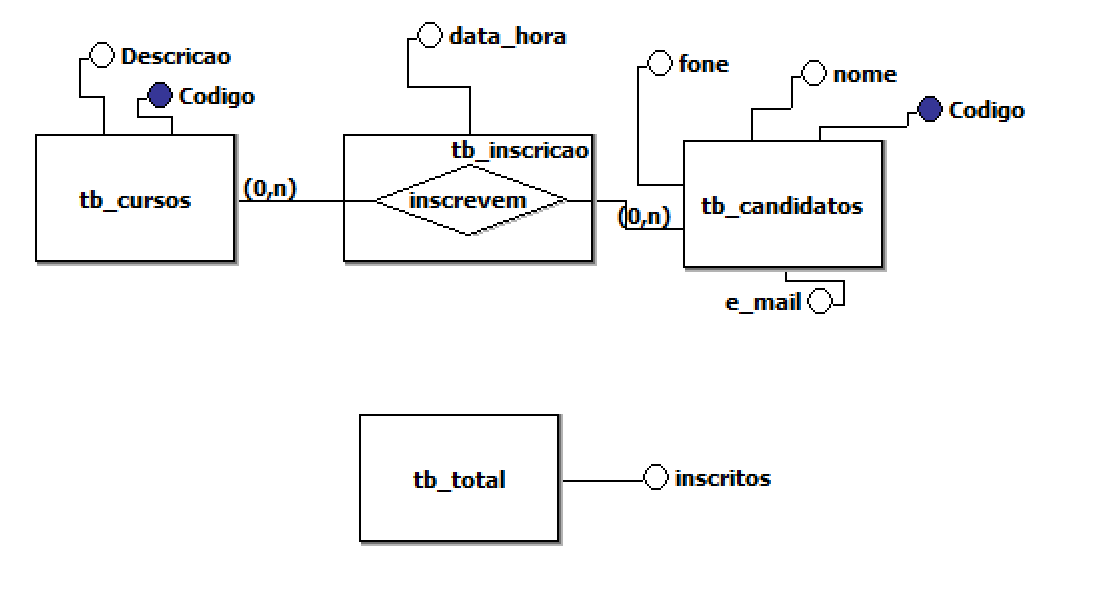 data_hora
Descricao
fone
nome
Codigo
Codigo
tb_inscricao
tb_cursos
(0,n)
inscrevem
(0,n)
tb_candidatos
e_mail
tb_total
inscritos